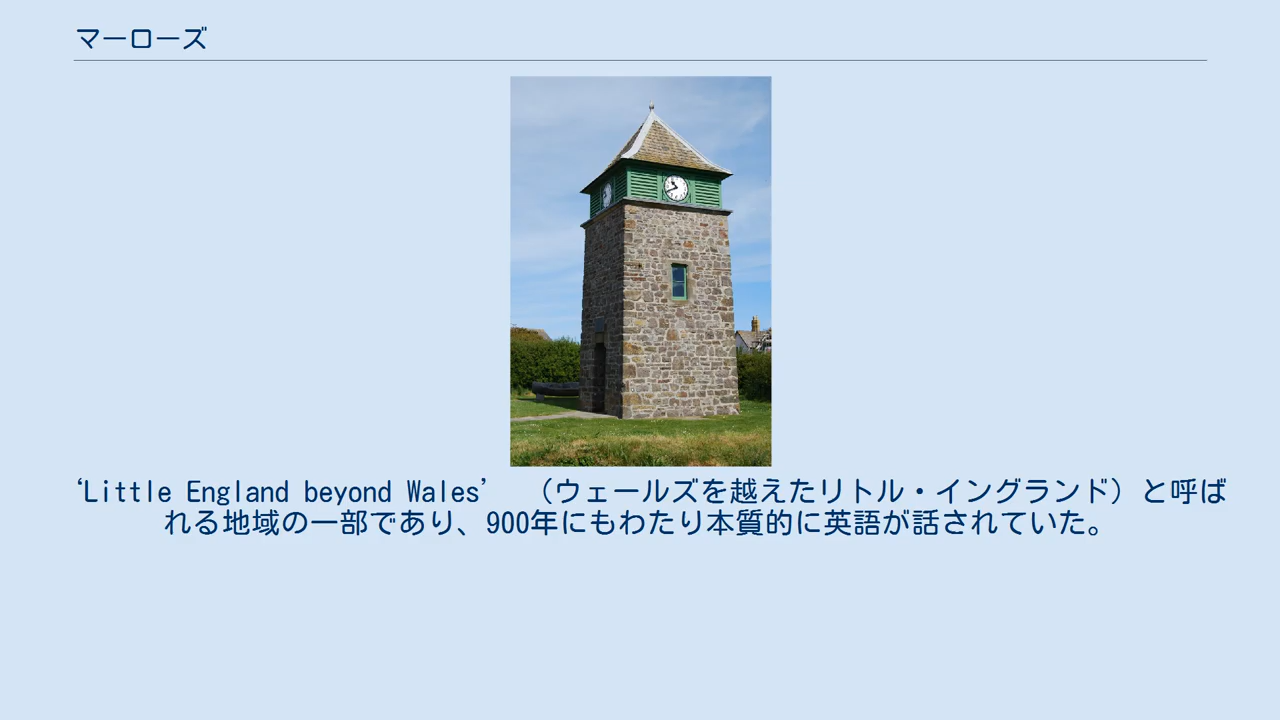 マーローズ
‘Little England beyond Wales’　（ウェールズを越えたリトル・イングランド）と呼ば
れる地域の一部であり、900年にもわたり本質的に英語が話されていた。